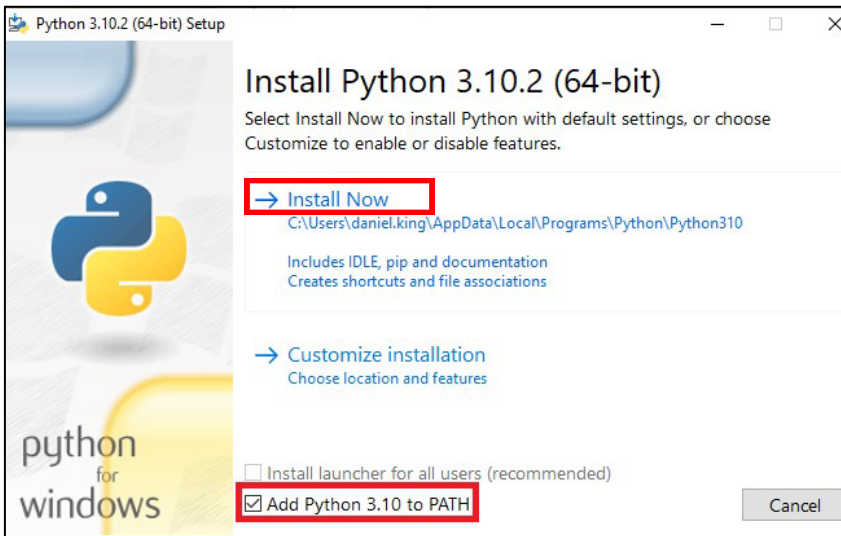 Python 3.10.2 (64-bit) Setup
Install Python 3.10.2 (64-bit)
Select Install Now to install Python with default settings, or choose
Customize to enable or disable features.
→ Install Now
C:\Users\daniel.king\AppData\Local\Programs\Python\Python310
Includes IDLE, pip and documentation
Creates shortcuts and file associations
→ Customize installation
Choose location and features
python
for
windows
Install launcher for all users (recommended)
Add Python 3.10 to PATH
Cancel